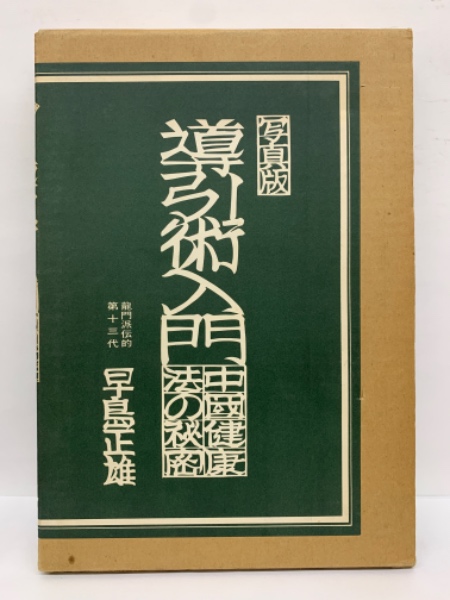 写真版
導引術入門
中國健康
法の祕密
龍門派伝的
第十三代
早島正雄